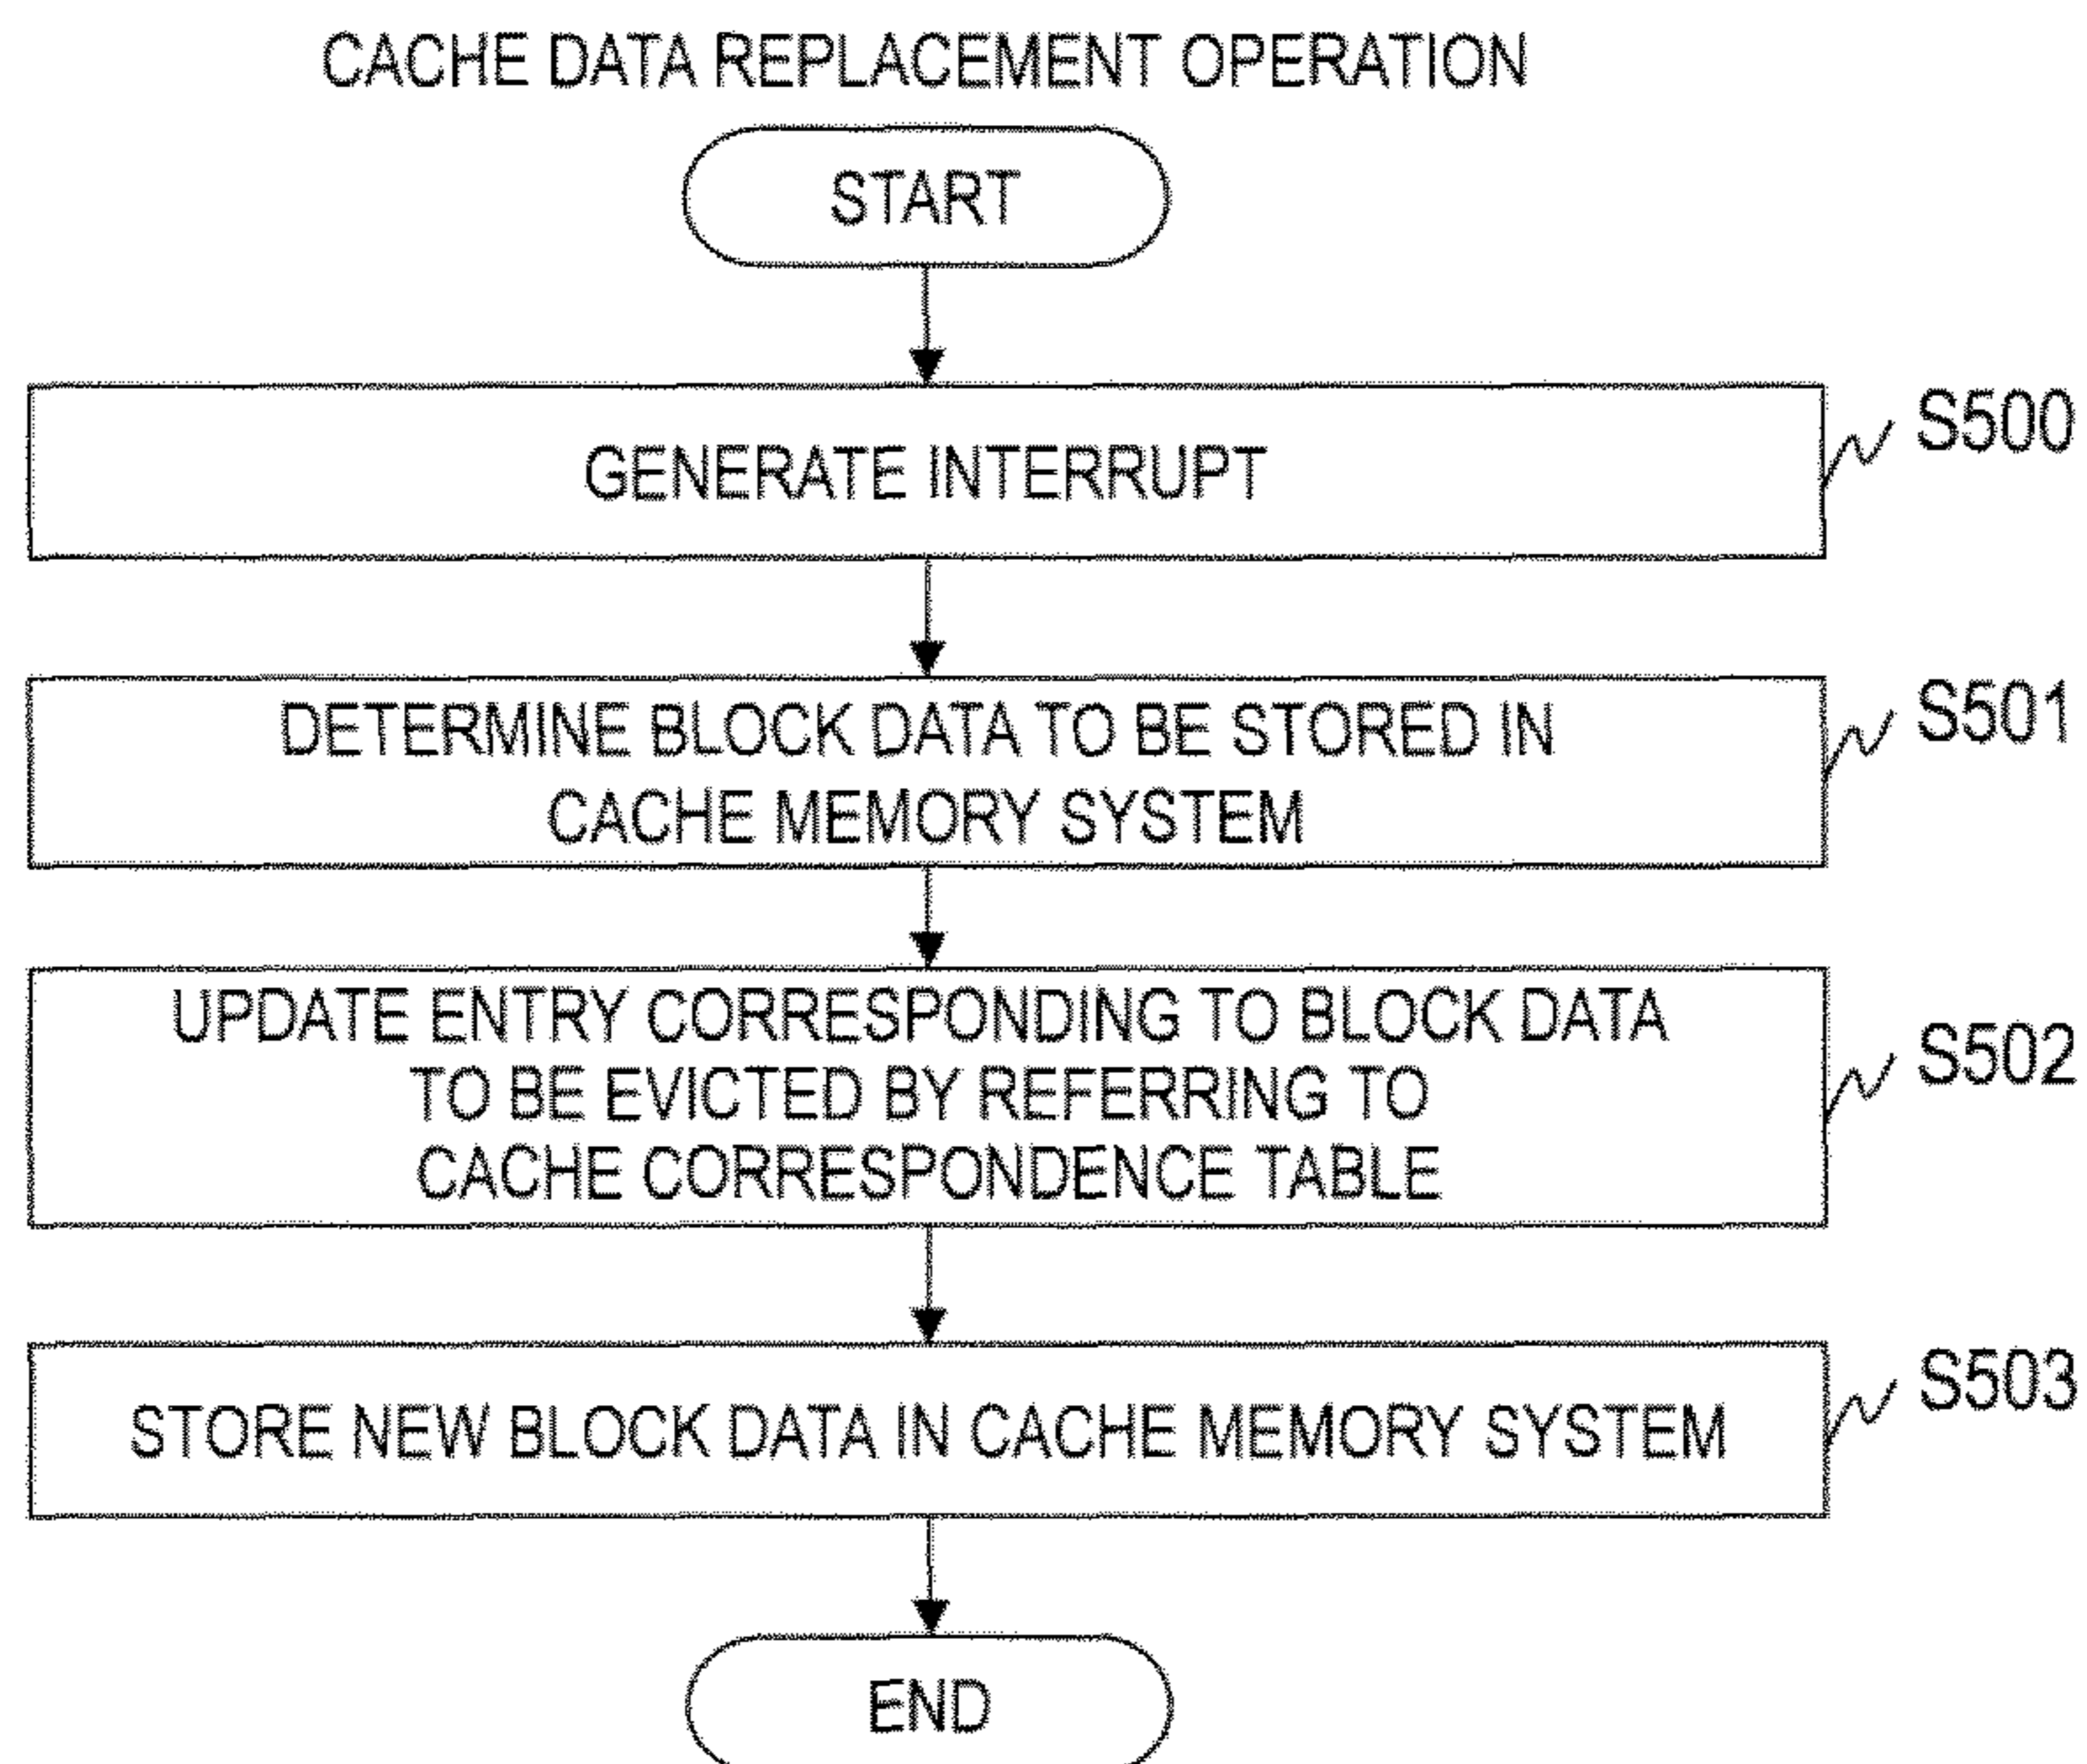 CACHE DATA REPLACEMENT OPERATION
START
GENERATE INTERRUPT
S500
DETERMINE BLOCK DATA TO BE STORED IN
CACHE MEMORY SYSTEM
S501
UPDATE ENTRY CORRESPONDING TO BLOCK DATA
TO BE EVICTED BY REFERRING TO
CACHE CORRESPONDENCE TABLE
S502
STORE NEW BLOCK DATA IN CACHE MEMORY SYSTEM
S503
END